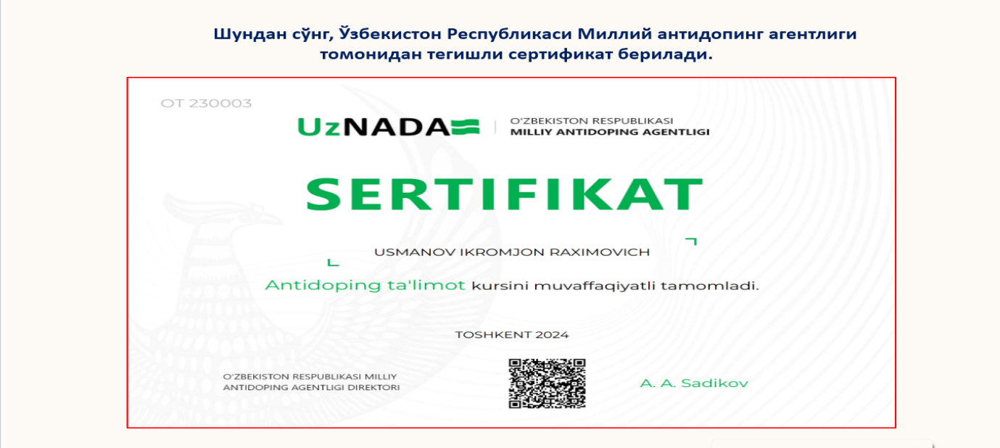 Шундан сўнг, Ўзбекистон Республикаси Миллий антидопинг агентлиги
томонидан тегишли сертификат берилади.
OT 230003
UzNADA
O'ZBEKISTON RESPUBLIKASI
MILLIY ANTIDOPING AGENTLIGI
SERTIFIKAT
USMANOV IKROMJON RAXIMOVICH
Antidoping ta'limot kursini muvaffaqiyatli tamomladi.
TOSHKENT 2024
O'ZBEKISTON RESPUBLIKASI MILLIY
ANTIDOPING AGENTLIGI DIREKTORI
A. A. Sadikov